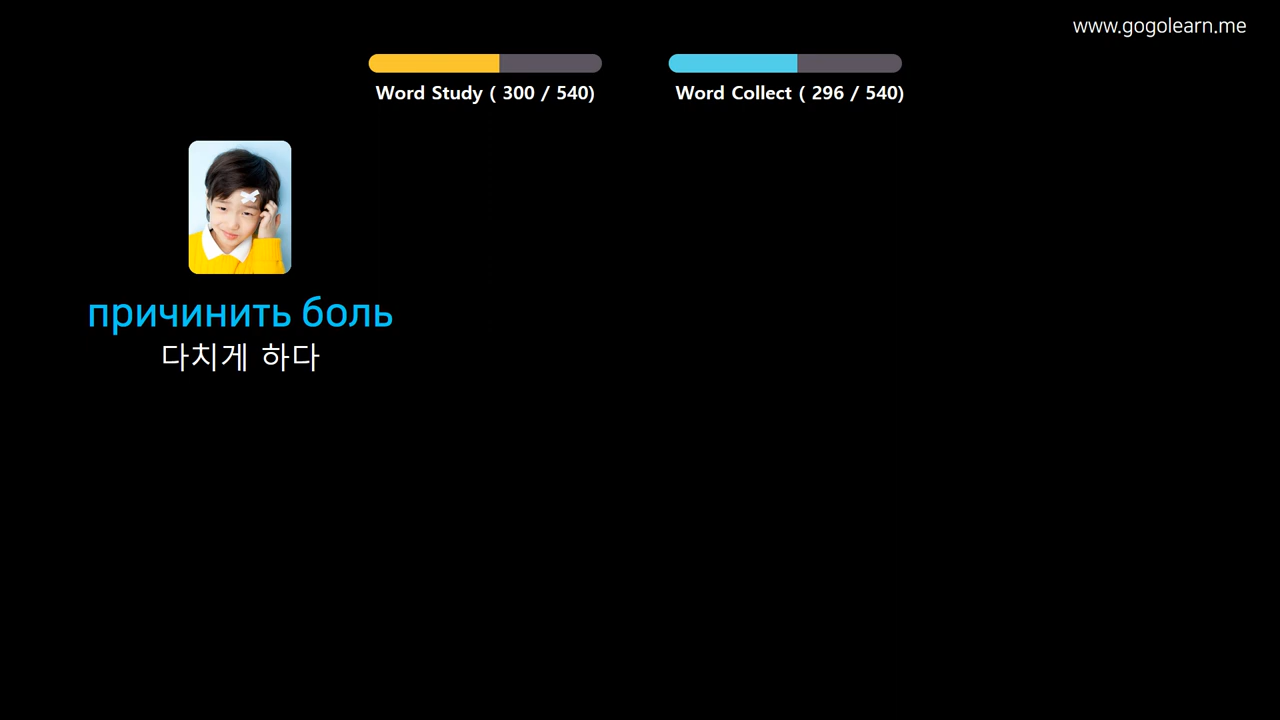 www.gogolearn.me
Word Study ( 300 / 540)
Word Collect ( 296 / 540)
причинить боль
다치게 하다